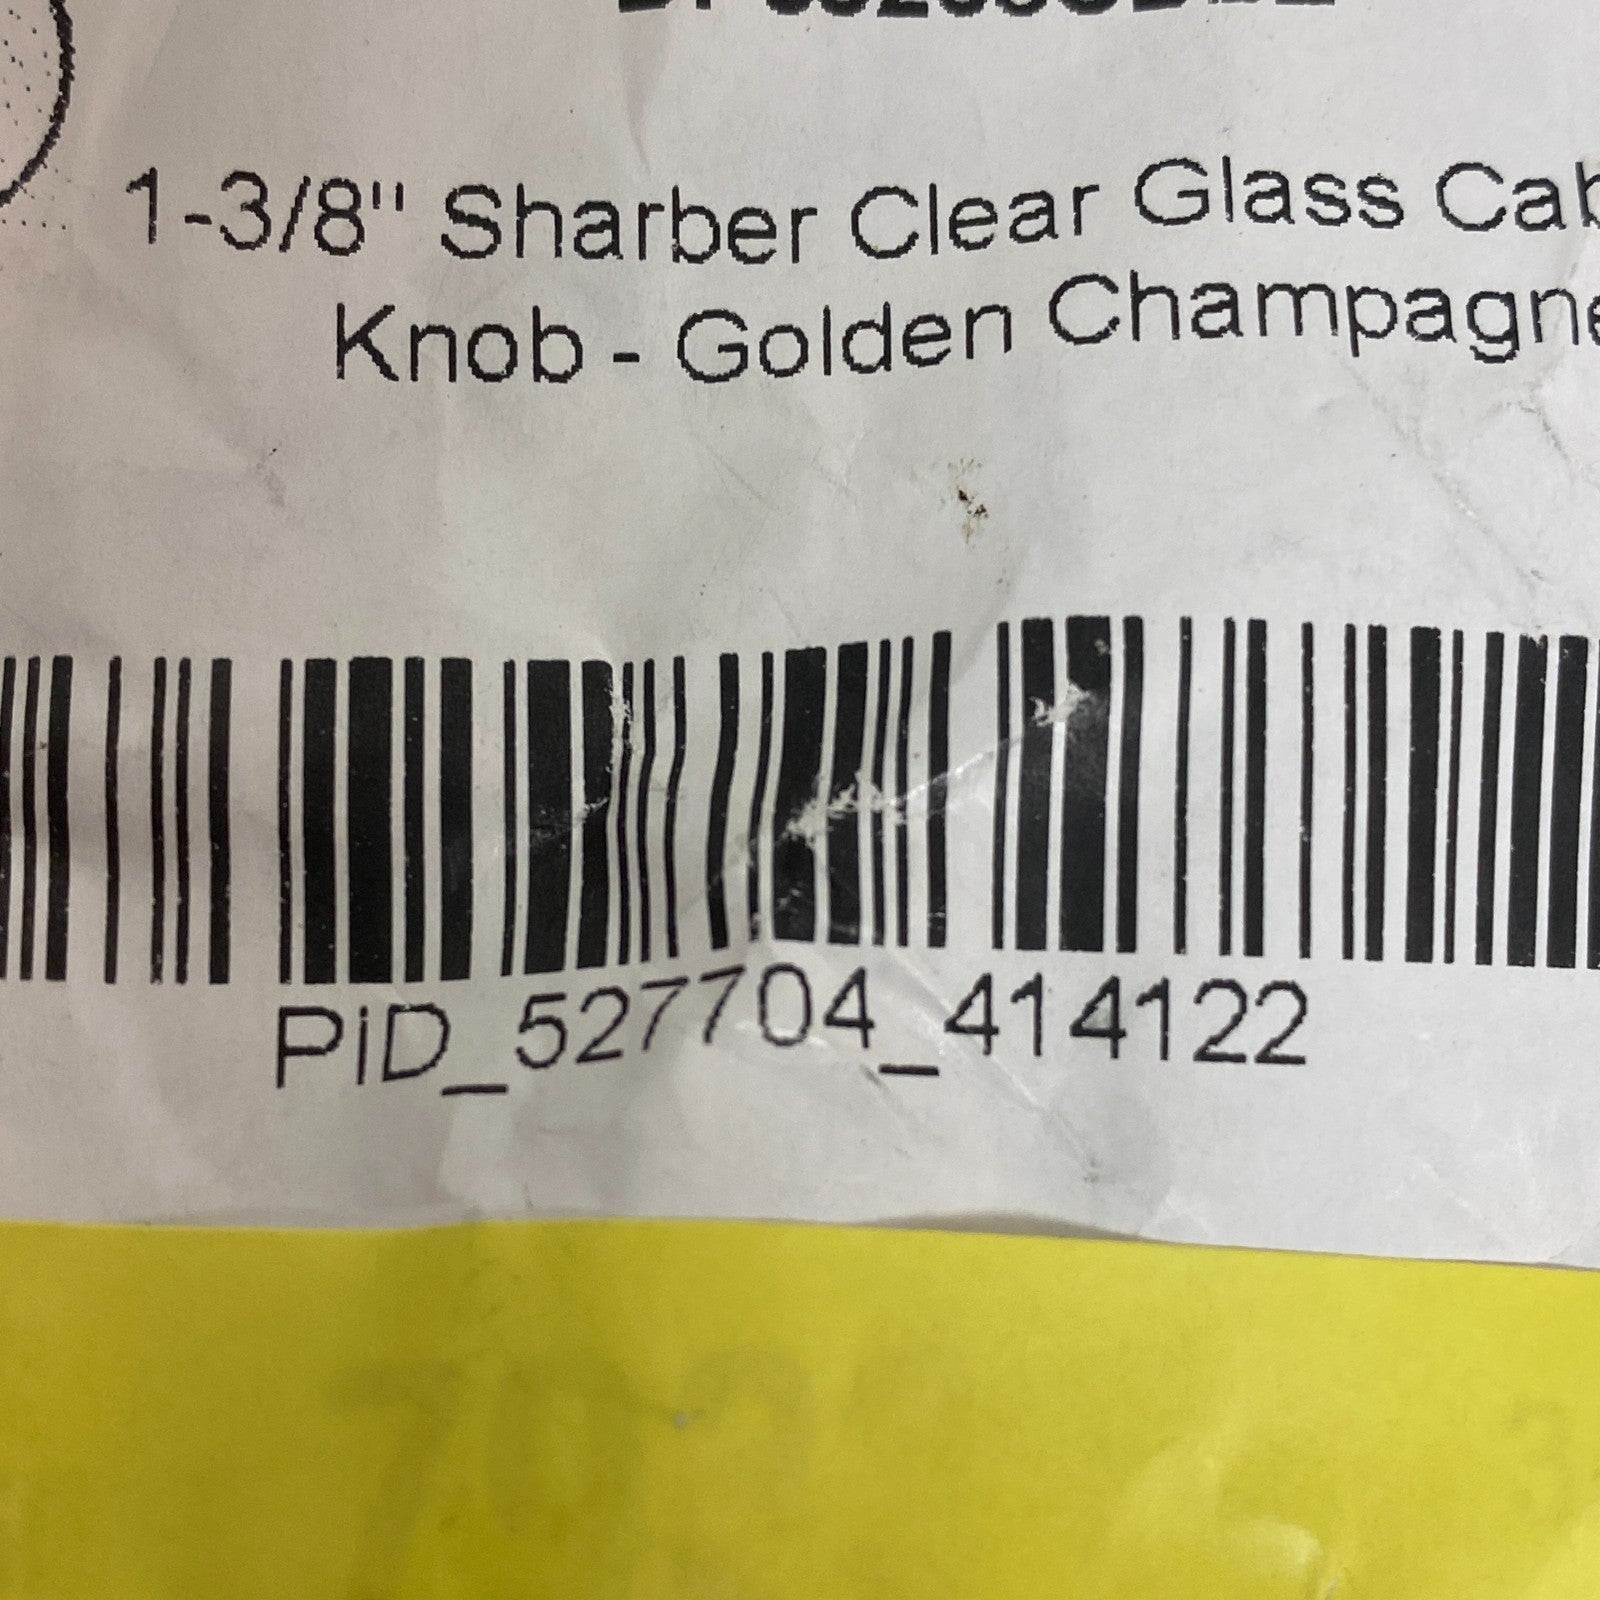 1-3/8" Sharber Clear Glass Cab
Knob - Golden Champagne
PiD_527704_414122